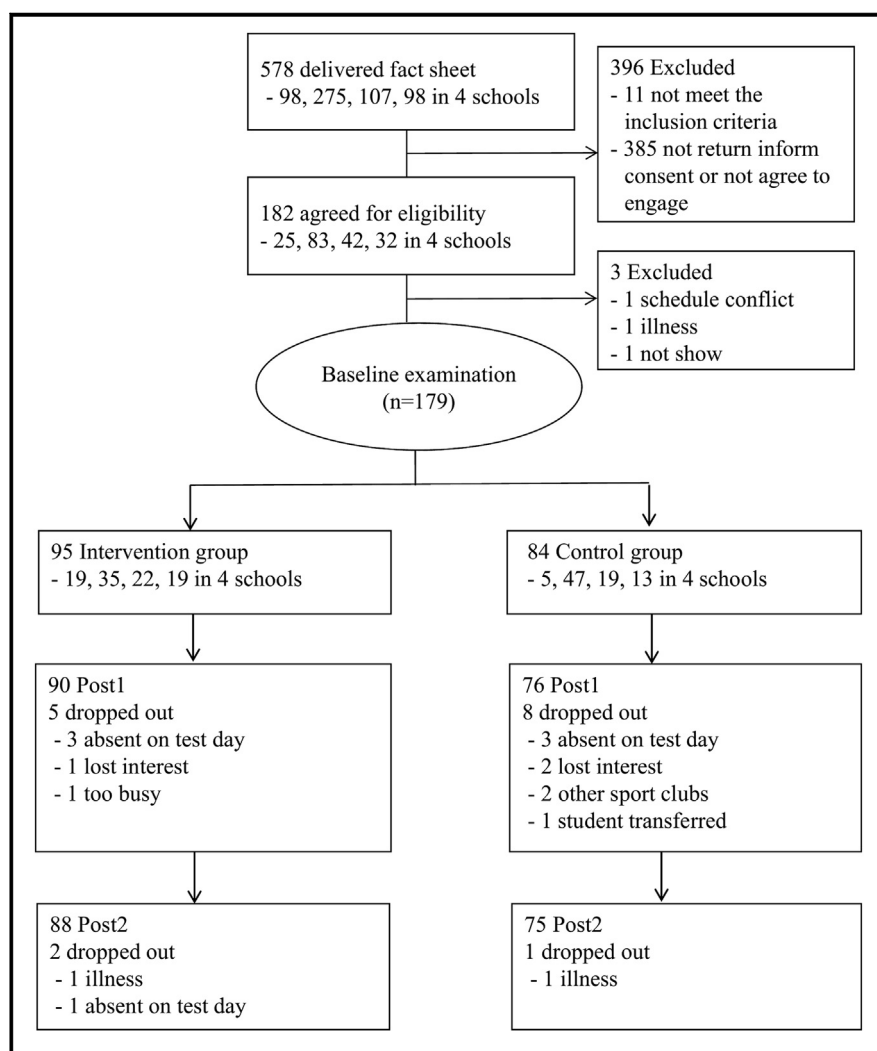 578 delivered fact sheet
- 98, 275, 107, 98 in 4 schools
396 Excluded
- 11 not meet the
inclusion criteria
- 385 not return inform
consent or not agree to
engage
182 agreed for eligibility
- 25, 83, 42, 32 in 4 schools
3 Excluded
- 1 schedule conflict
- 1 illness
- 1 not show
Baseline examination
(n=179)
95 Intervention group
- 19, 35, 22, 19 in 4 schools
84 Control group
- 5, 47, 19, 13 in 4 schools
90 Post1
5 dropped out
- 3 absent on test day
- 1 lost interest
- 1 too busy
76 Post1
8 dropped out
- 3 absent on test day
- 2 lost interest
- 2 other sport clubs
- 1 student transferred
88 Post2
2 dropped out
- 1 illness
- 1 absent on test day
75 Post2
1 dropped out
- 1 illness